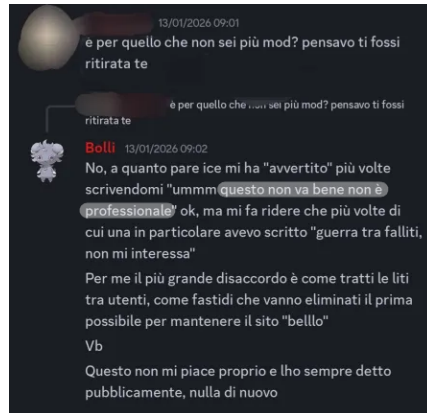 13/01/2026 09:01
è per quello che non sei più mod? pensavo ti fossi
ritirata te
è per quello che non sei più mod? pensavo ti fossi
ritirata te
Bolli 13/01/2026 09:02
No, a quanto pare ice mi ha "avvertito" più volte
scrivendomi "ummm questo non va bene non è
professionale" ok, ma mi fa ridere che più volte di
cui una in particolare avevo scritto "guerra tra falliti,
non mi interessa"
Per me il più grande disaccordo è come tratti le liti
tra utenti, come fastidi che vanno eliminati il prima
possibile per mantenere il sito "belllo"
Vb
Questo non mi piace proprio e lho sempre detto
pubblicamente, nulla di nuovo